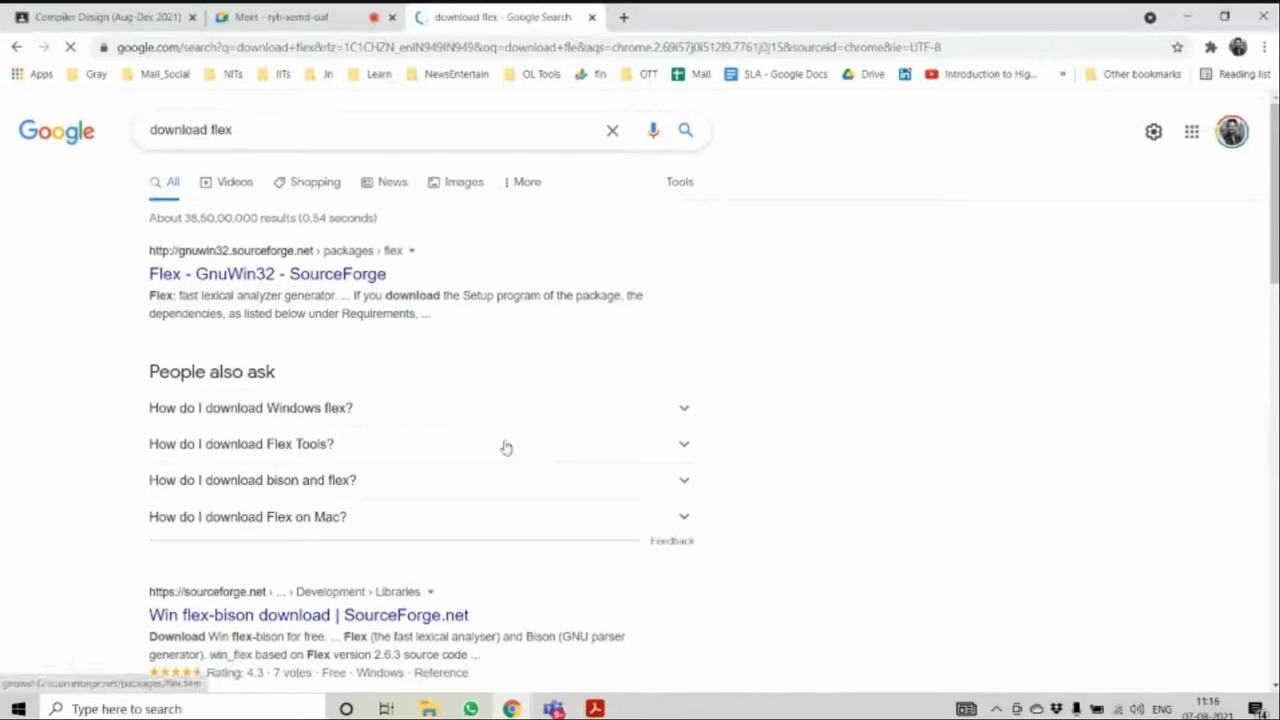 Compiler Design (Aug-Dec 2021)
Meet - ryh-xemd-oaf
download flex - Google Search
google.com/search?q=download+flex&rlz=1C1CHZN_enIN949IN949&oq=download+fle&aqs=chrome.2.69i57j0i512l9.7761j0j15&sourceid=chrome&ie=UTF-8
Apps Gray Mail_Social NITs IITs Jn Learn NewsEntertain OL Tools fin OTT Mall SLA - Google Docs Drive Introduction to Hig... » Other bookmarks Reading list
Google
download flex
All Videos Shopping News Images More Tools
About 38,50,00,000 results (0.54 seconds)
http://gnuwin32.sourceforge.net › packages › flex
Flex - GnuWin32 - SourceForge
Flex: fast lexical analyzer generator. ... If you download the Setup program of the package, the
dependencies, as listed below under Requirements, ...
People also ask
How do I download Windows flex?
How do I download Flex Tools?
How do I download bison and flex?
How do I download Flex on Mac?
Feedback
https://sourceforge.net › ... › Development › Libraries
Win flex-bison download | SourceForge.net
Download Win flex-bison for free. ... Flex (the fast lexical analyser) and Bison (GNU parser
generator). win_flex based on Flex version 2.6.3 source code ...
Rating: 4.3 · 7 votes · Free · Windows · Reference
Type here to search
ENG
11:16
07-08-2021